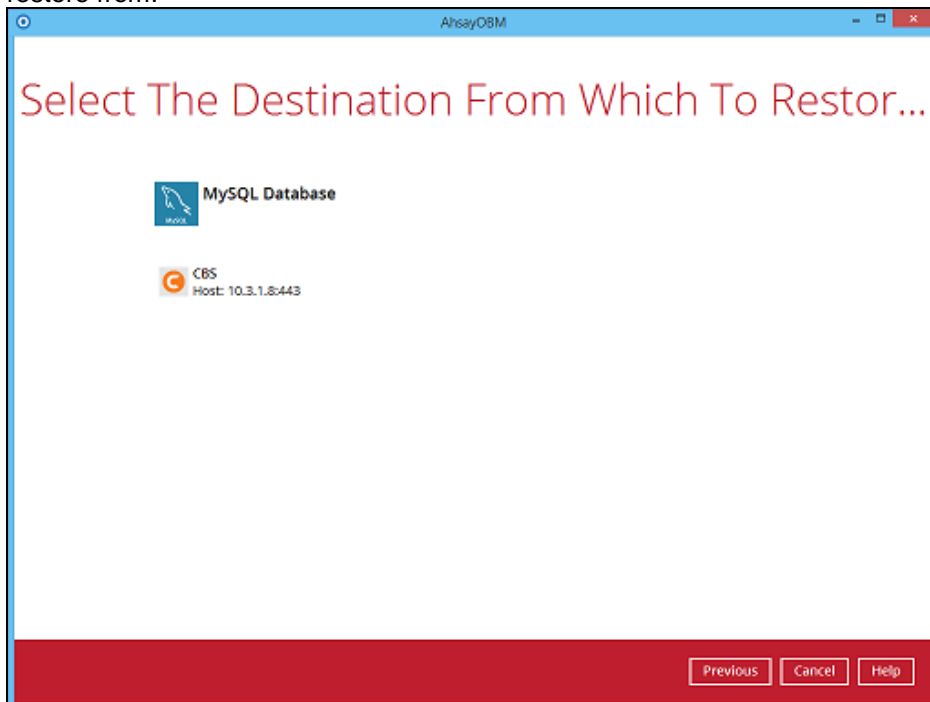 AhsayOBM
Select The Destination From Which To Restor...
MySQL Database
MySQL
CBS
Host: 10.3.1.8:443
Previous Cancel Help